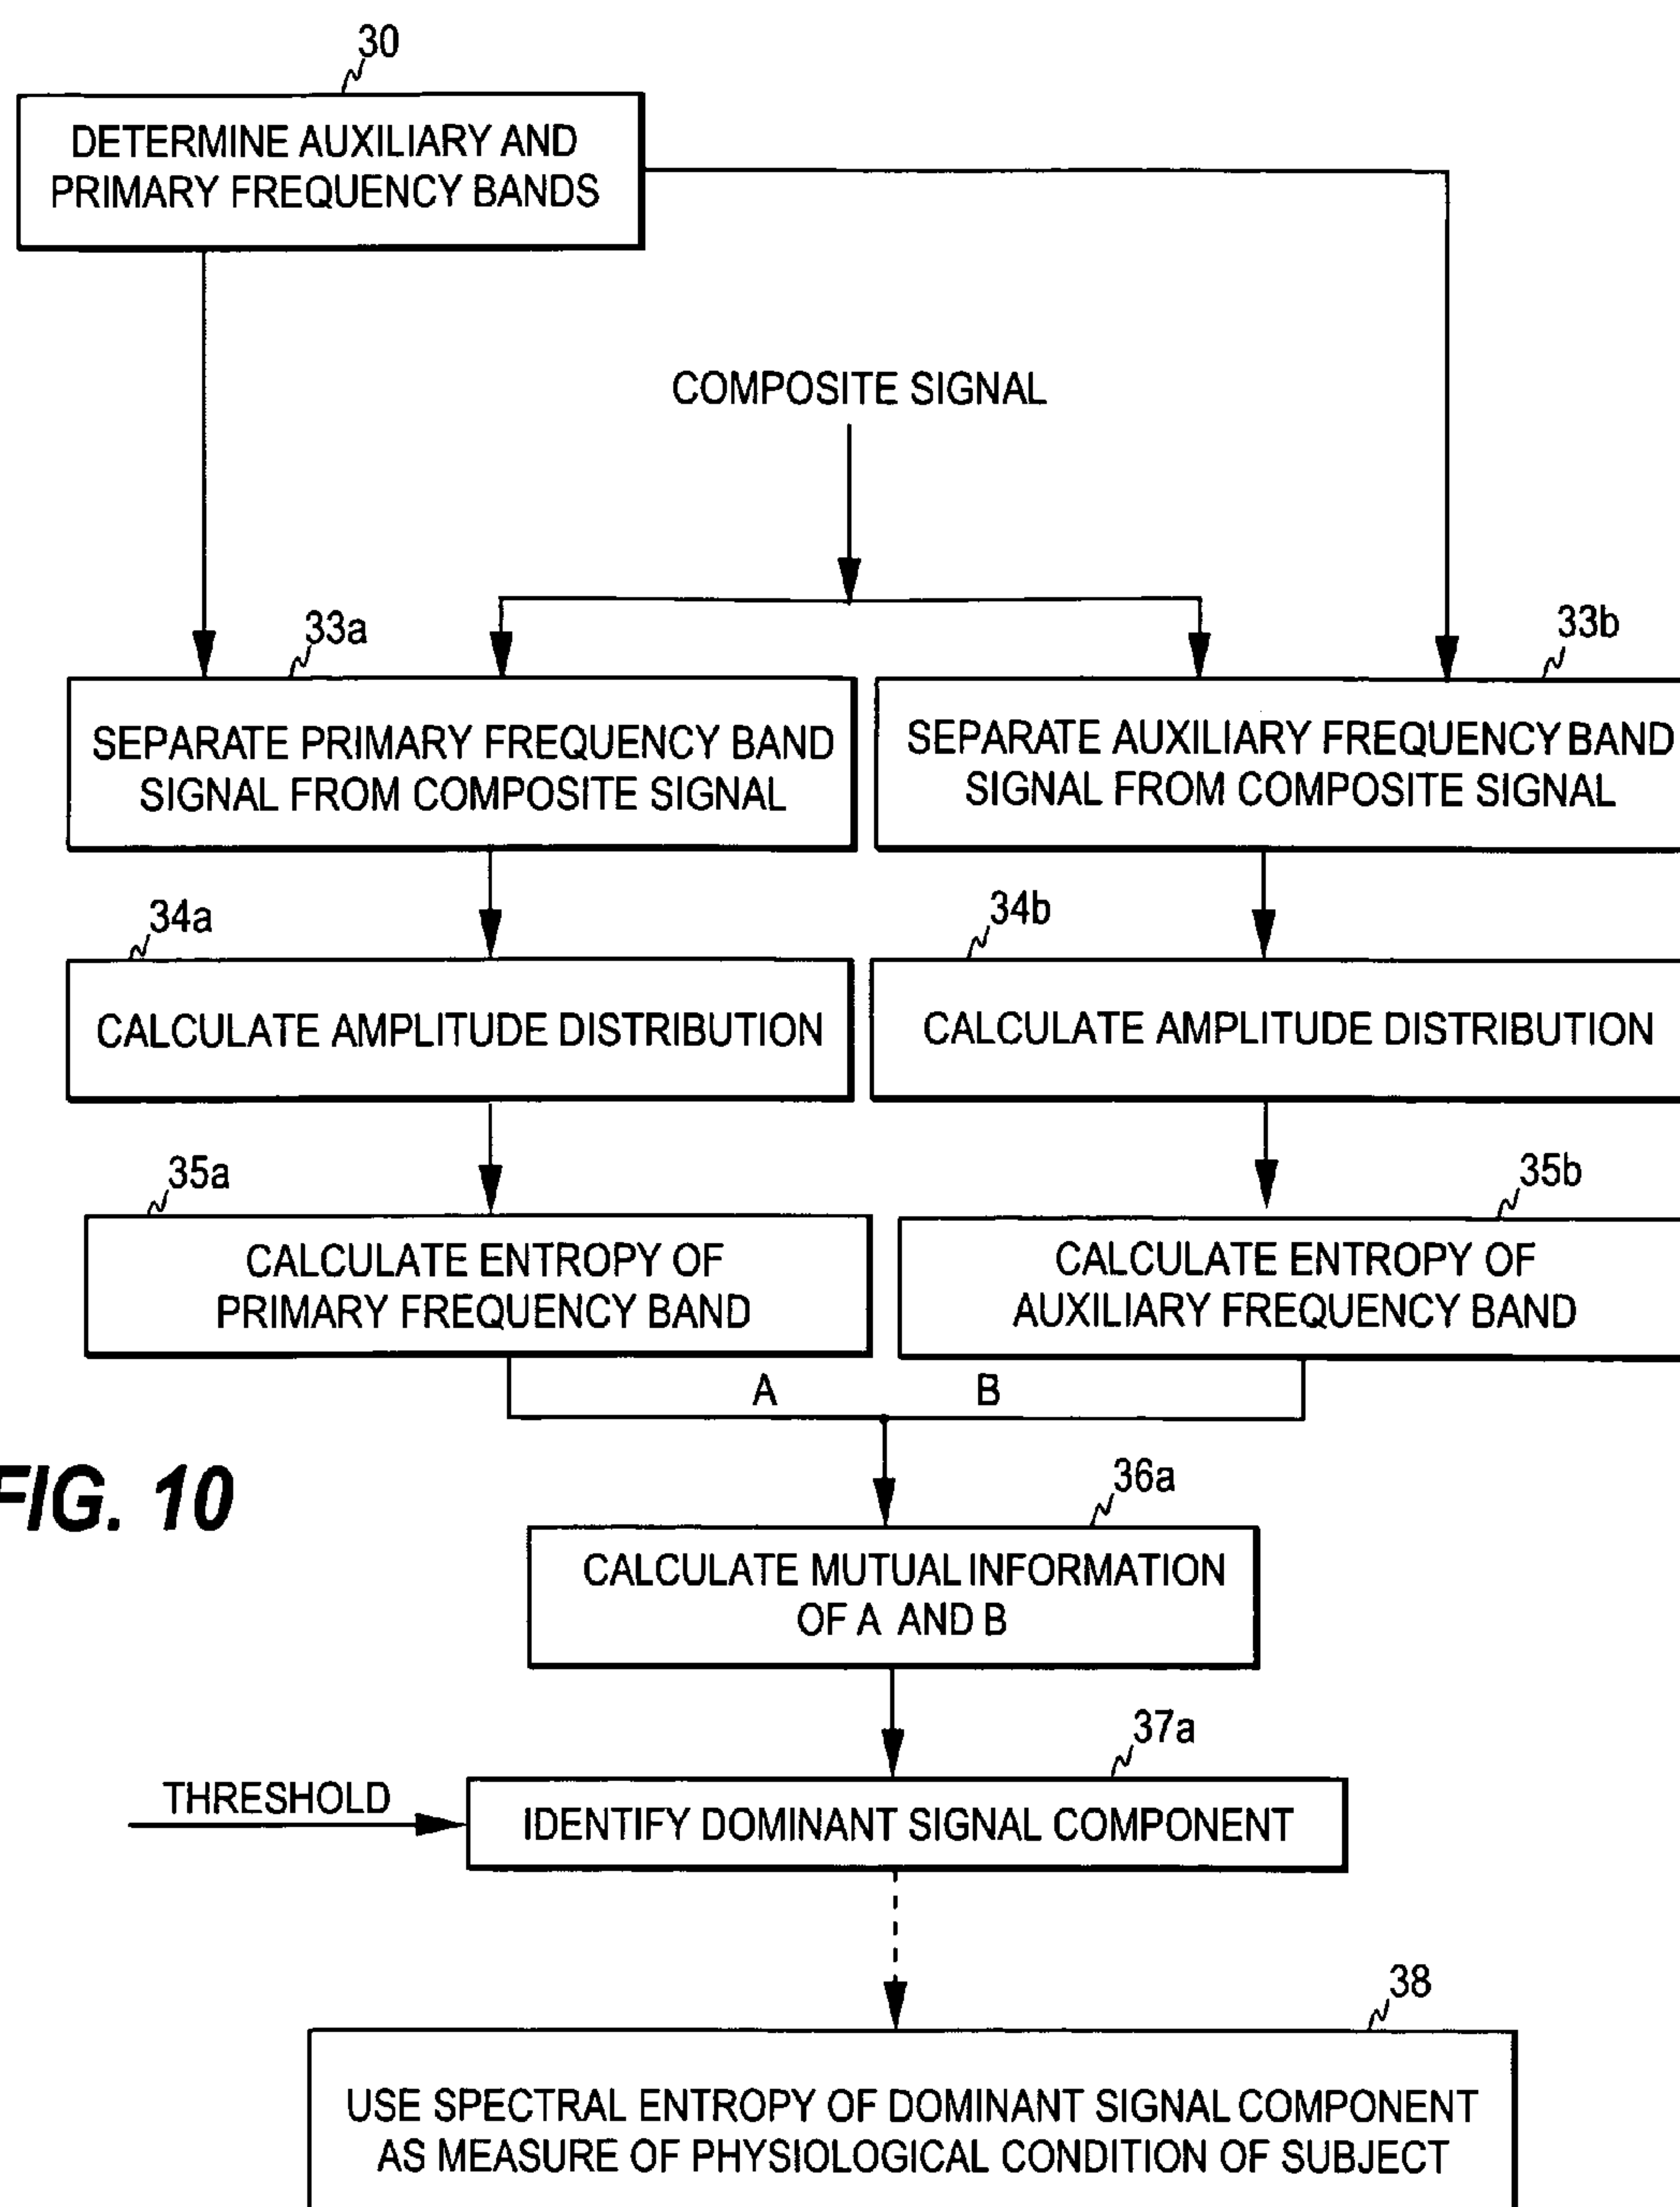 30
DETERMINE AUXILIARY AND
PRIMARY FREQUENCY BANDS
COMPOSITE SIGNAL
33a
33b
SEPARATE PRIMARY FREQUENCY BAND
SIGNAL FROM COMPOSITE SIGNAL
SEPARATE AUXILIARY FREQUENCY BAND
SIGNAL FROM COMPOSITE SIGNAL
34a
34b
CALCULATE AMPLITUDE DISTRIBUTION
CALCULATE AMPLITUDE DISTRIBUTION
35a
35b
CALCULATE ENTROPY OF
PRIMARY FREQUENCY BAND
CALCULATE ENTROPY OF
AUXILIARY FREQUENCY BAND
A
B
FIG. 10
36a
CALCULATE MUTUAL INFORMATION
OF A AND B
37a
THRESHOLD
IDENTIFY DOMINANT SIGNAL COMPONENT
38
USE SPECTRAL ENTROPY OF DOMINANT SIGNAL COMPONENT
AS MEASURE OF PHYSIOLOGICAL CONDITION OF SUBJECT